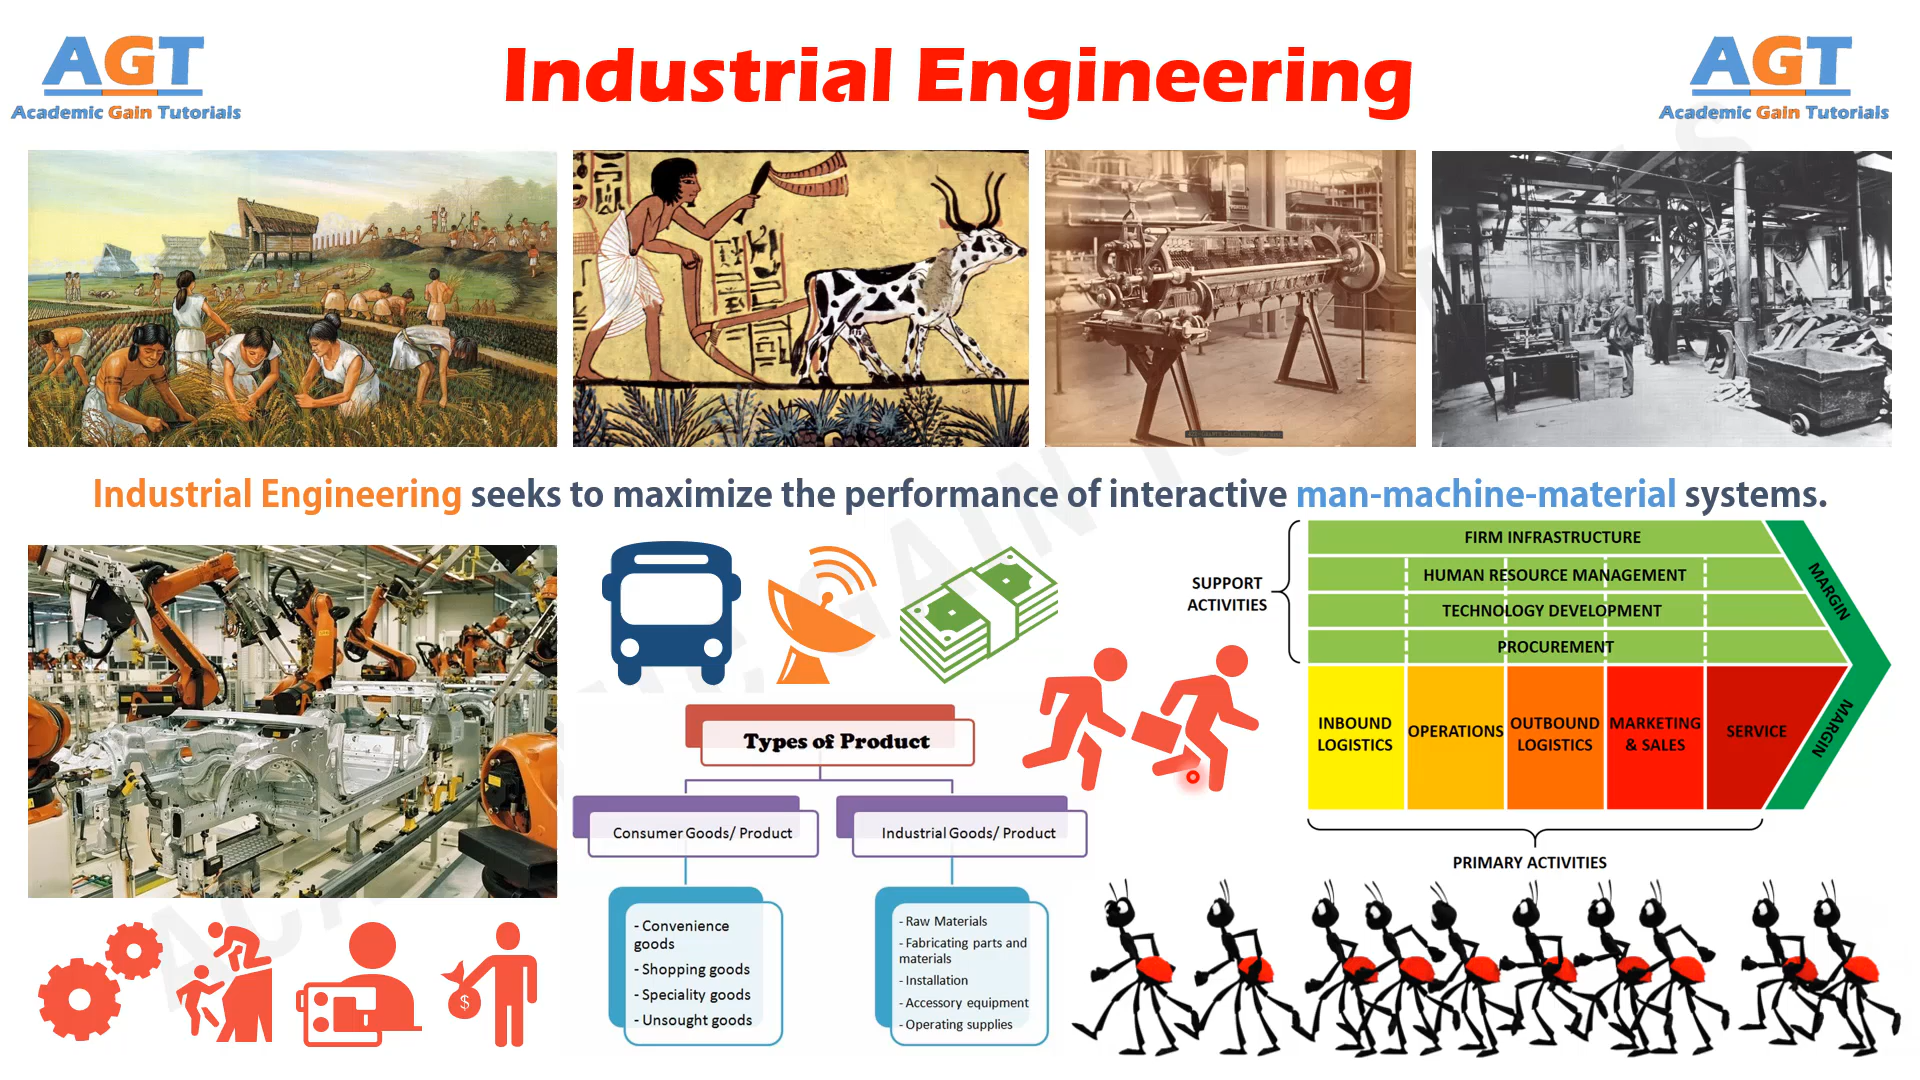 AGT
Academic Gain Tutorials
Industrial Engineering
AGT
Academic Gain Tutorials
Industrial Engineering seeks to maximize the performance of interactive man-machine-material systems.
Types of Product
Consumer Goods/ Product
Industrial Goods/ Product
- Convenience
goods
- Shopping goods
- Speciality goods
- Unsought goods
- Raw Materials
- Fabricating parts and
materials
- Installation
- Accessory equipment
- Operating supplies
$
SUPPORT
ACTIVITIES
FIRM INFRASTRUCTURE
HUMAN RESOURCE MANAGEMENT
TECHNOLOGY DEVELOPMENT
PROCUREMENT
MARGIN
INBOUND
LOGISTICS
OPERATIONS
OUTBOUND
LOGISTICS
MARKETING
& SALES
SERVICE
MARGIN
PRIMARY ACTIVITIES